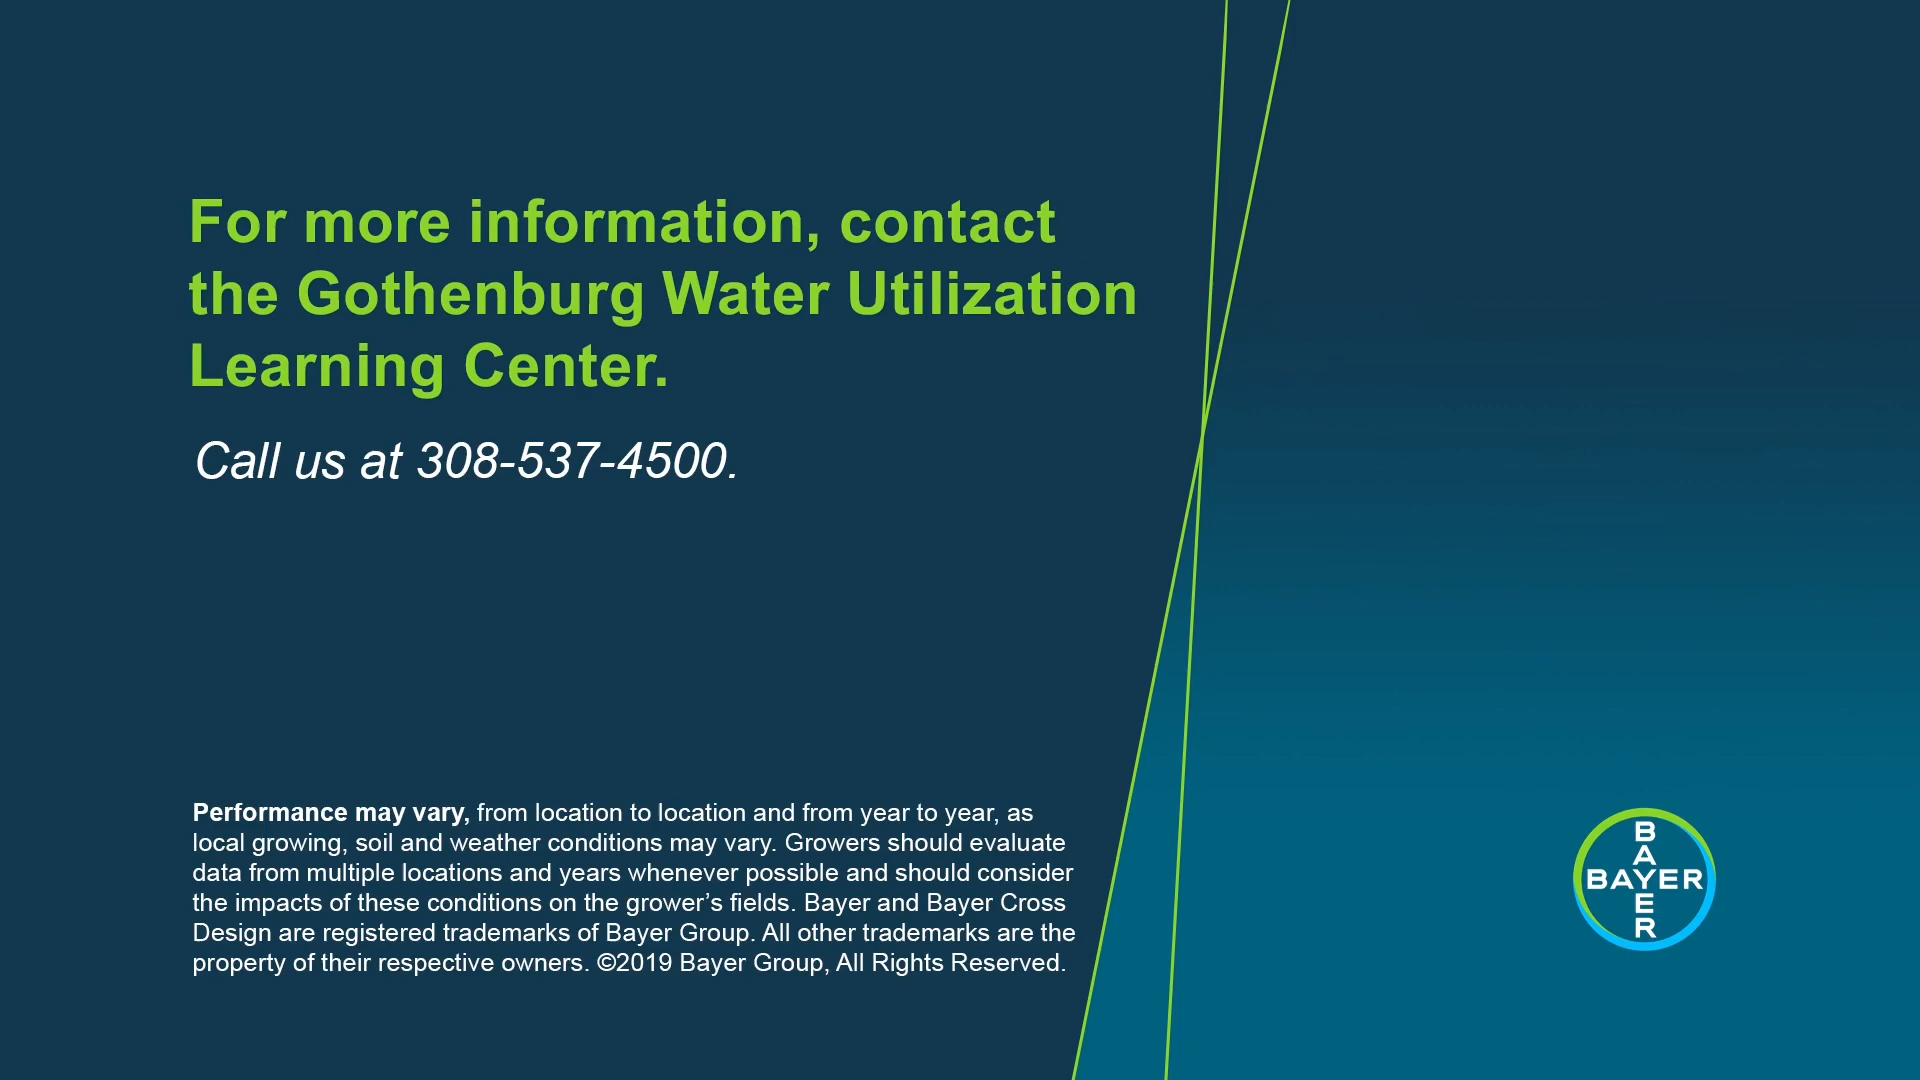 For more information, contact
the Gothenburg Water Utilization
Learning Center.
Call us at 308-537-4500.
Performance may vary, from location to location and from year to year, as
local growing, soil and weather conditions may vary. Growers should evaluate
data from multiple locations and years whenever possible and should consider
the impacts of these conditions on the grower’s fields. Bayer and Bayer Cross
Design are registered trademarks of Bayer Group. All other trademarks are the
property of their respective owners. ©2019 Bayer Group, All Rights Reserved.
BAYER
BAYER